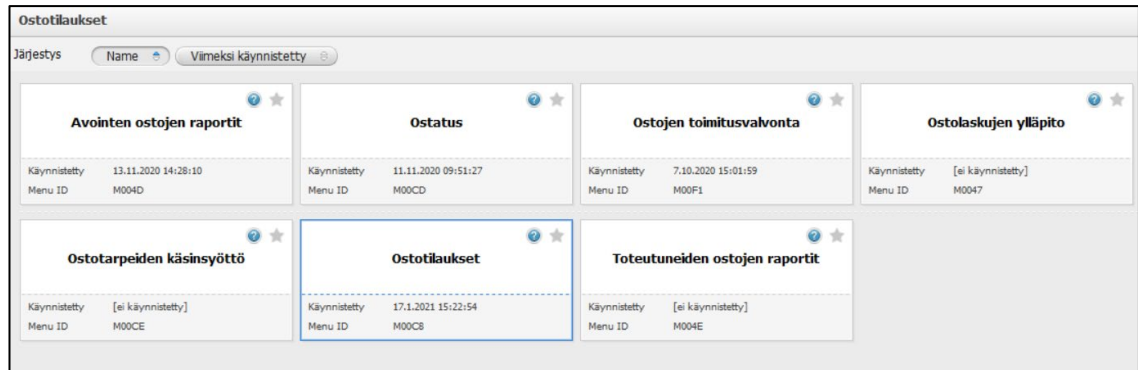 Ostotilaukset
Järjestys Name Viimeksi käynnistetty
Avointen ostojen raportit
Käynnistetty 13.11.2020 14:28:10
Menu ID M004D
Ostatus
Käynnistetty 11.11.2020 09:51:27
Menu ID M00CD
Ostojen toimitusvalvonta
Käynnistetty 7.10.2020 15:01:59
Menu ID M00F1
Ostolaskujen ylläpito
Käynnistetty [ei käynnistetty]
Menu ID M0047
Ostotarpeiden käsinsyöttö
Käynnistetty [ei käynnistetty]
Menu ID M00CE
Ostotilaukset
Käynnistetty 17.1.2021 15:22:54
Menu ID M00C8
Toteutuneiden ostojen raportit
Käynnistetty [ei käynnistetty]
Menu ID M004E